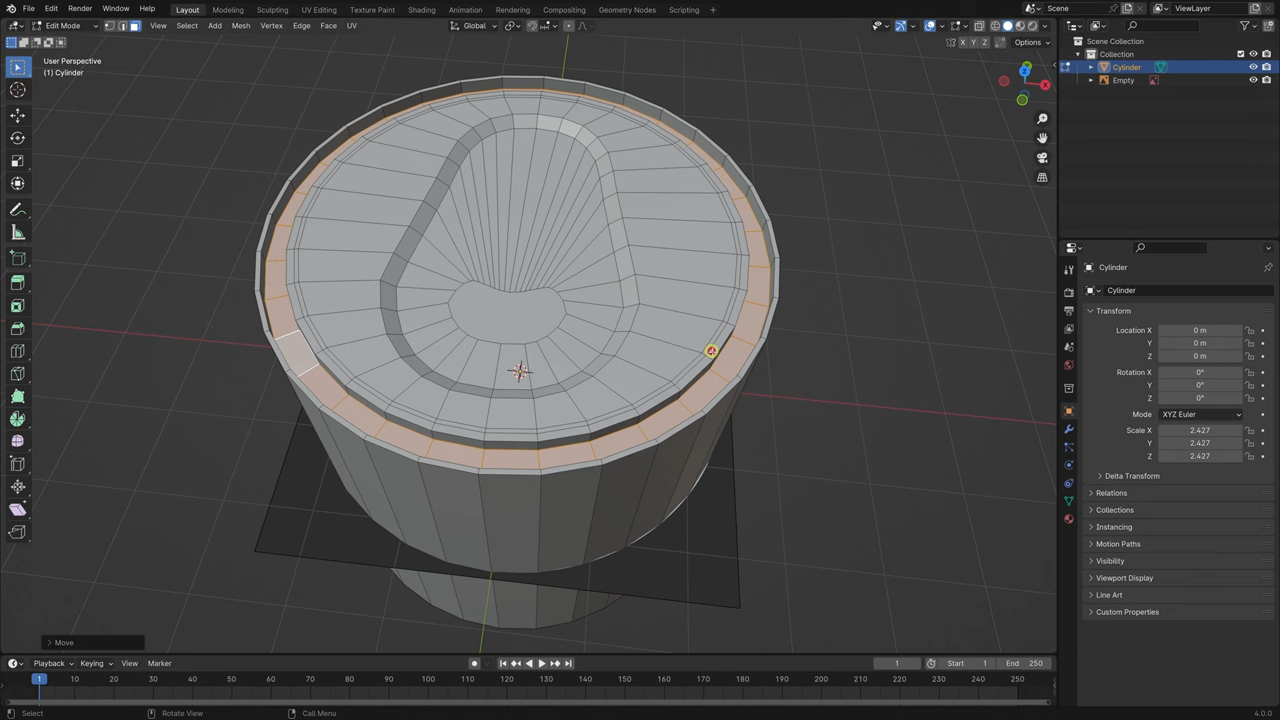 File Edit Render Window Help Layout Modeling Sculpting UV Editing Texture Paint Shading Animation Rendering Compositing Geometry Nodes Scripting + Scene ViewLayer
Edit Mode View Select Add Mesh Vertex Edge Face UV Global
X Y Z Options
User Perspective
(1) Cylinder
Scene Collection
Collection
Cylinder
Empty
Cylinder
Cylinder
Transform
Location X 0 m
Y 0 m
Z 0 m
Rotation X 0°
Y 0°
Z 0°
Mode XYZ Euler
Scale X 2.427
Y 2.427
Z 2.427
Delta Transform
Relations
Collections
Instancing
Motion Paths
Visibility
Viewport Display
Line Art
Custom Properties
Move
Playback Keying View Marker 1 Start 1 End 250
1 10 20 30 40 50 60 70 80 90 100 110 120 130 140 150 160 170 180 190 200 210 220 230 240 250
Select Rotate View Call Menu 4.0.0